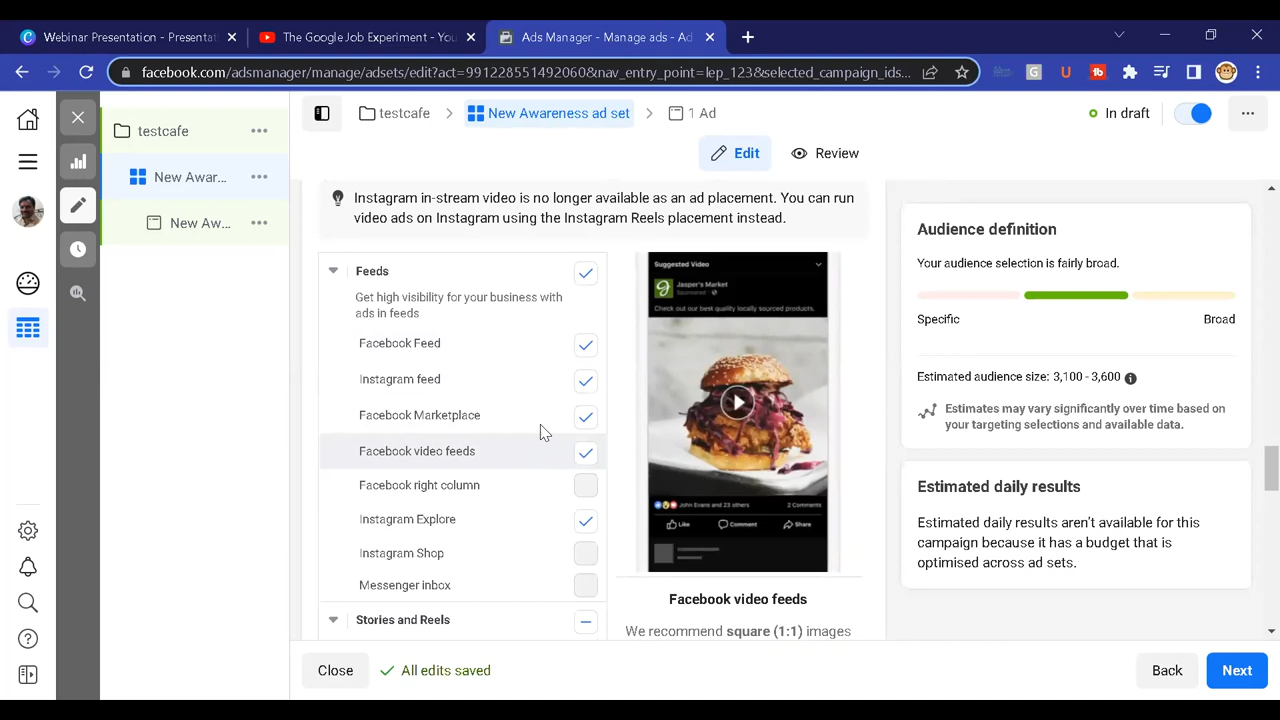 Webinar Presentation - Presentat
The Google Job Experiment - You
Ads Manager - Manage ads - Ad
facebook.com/adsmanager/manage/adsets/edit?act=991228551492060&nav_entry_point=lep_123&selected_campaign_ids...
testcafe
New Awar...
New Aw...
testcafe
New Awareness ad set
1 Ad
In draft
Edit
Review
Instagram in-stream video is no longer available as an ad placement. You can run
video ads on Instagram using the Instagram Reels placement instead.
Feeds
Get high visibility for your business with
ads in feeds
Facebook Feed
Instagram feed
Facebook Marketplace
Facebook video feeds
Facebook right column
Instagram Explore
Instagram Shop
Messenger inbox
Stories and Reels
Suggested Video
Jasper's Market
Sponsored
Check out our best quality locally sourced products.
John Evans and 23 others
2 Comments
Like
Comment
Share
Facebook video feeds
We recommend square (1:1) images
Audience definition
Your audience selection is fairly broad.
Specific
Broad
Estimated audience size: 3,100 - 3,600
Estimates may vary significantly over time based on
your targeting selections and available data.
Estimated daily results
Estimated daily results aren't available for this
campaign because it has a budget that is
optimised across ad sets.
Close
All edits saved
Back
Next